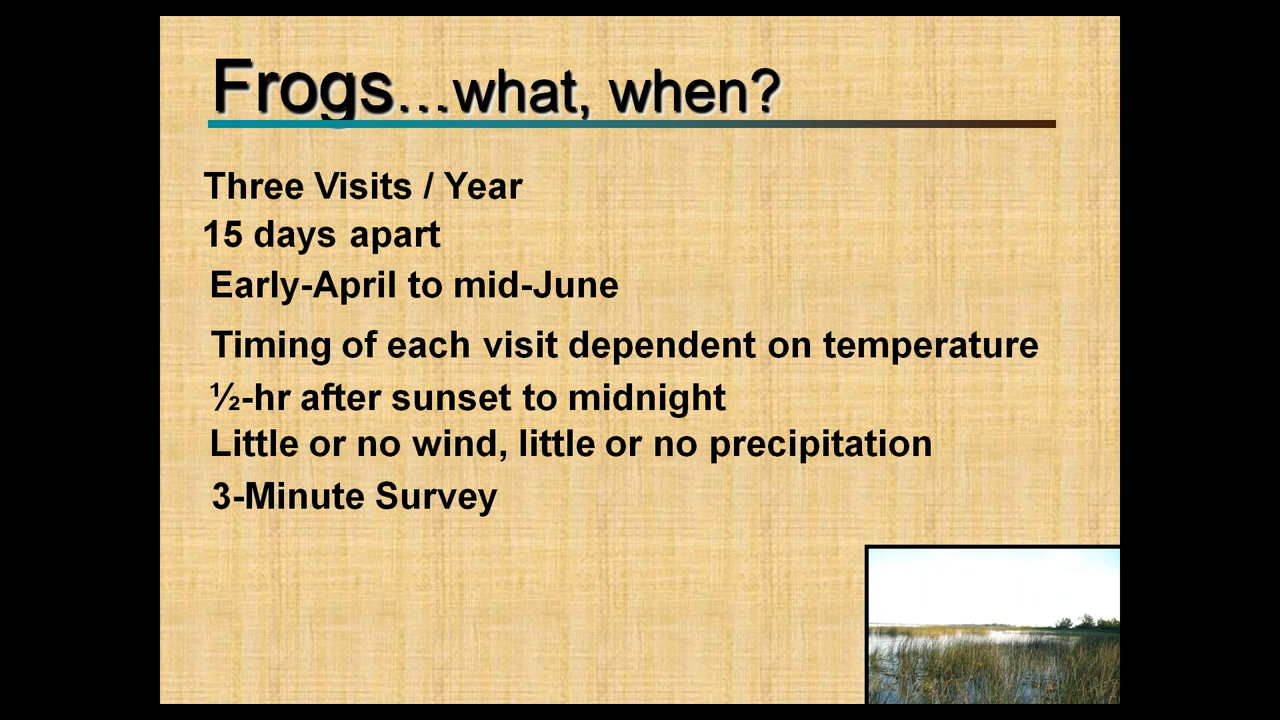 Frogs...what, when?
Three Visits / Year
15 days apart
Early-April to mid-June
Timing of each visit dependent on temperature
½-hr after sunset to midnight
Little or no wind, little or no precipitation
3-Minute Survey